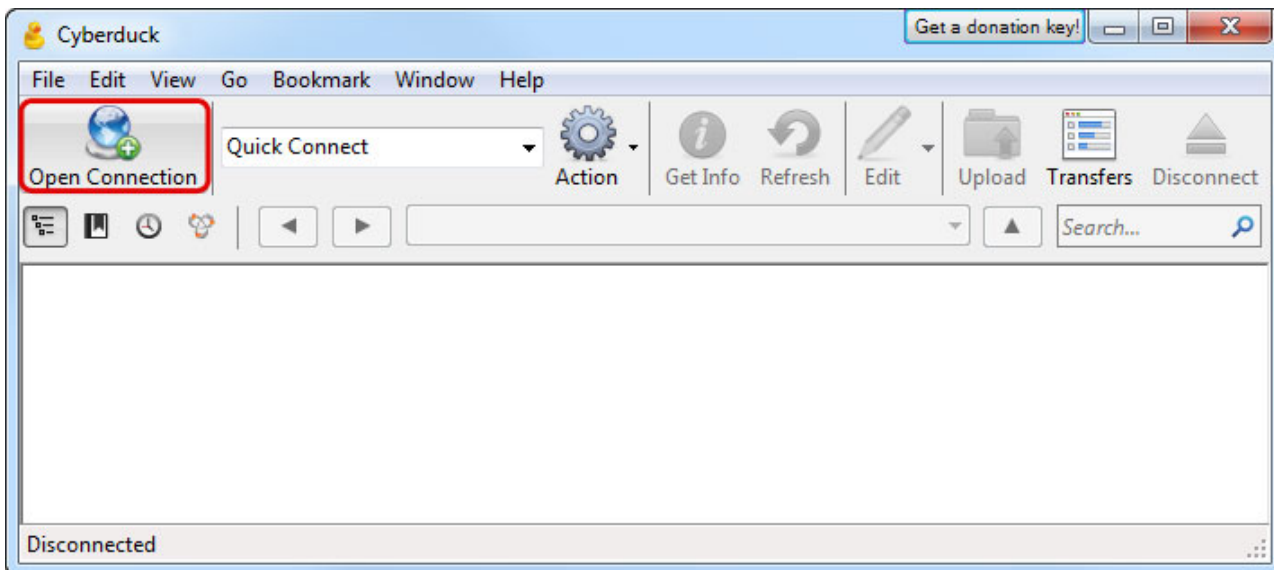 Cyberduck Get a donation key!
File Edit View Go Bookmark Window Help
Quick Connect
Open Connection Action Get Info Refresh Edit Upload Transfers Disconnect
Search...
Disconnected